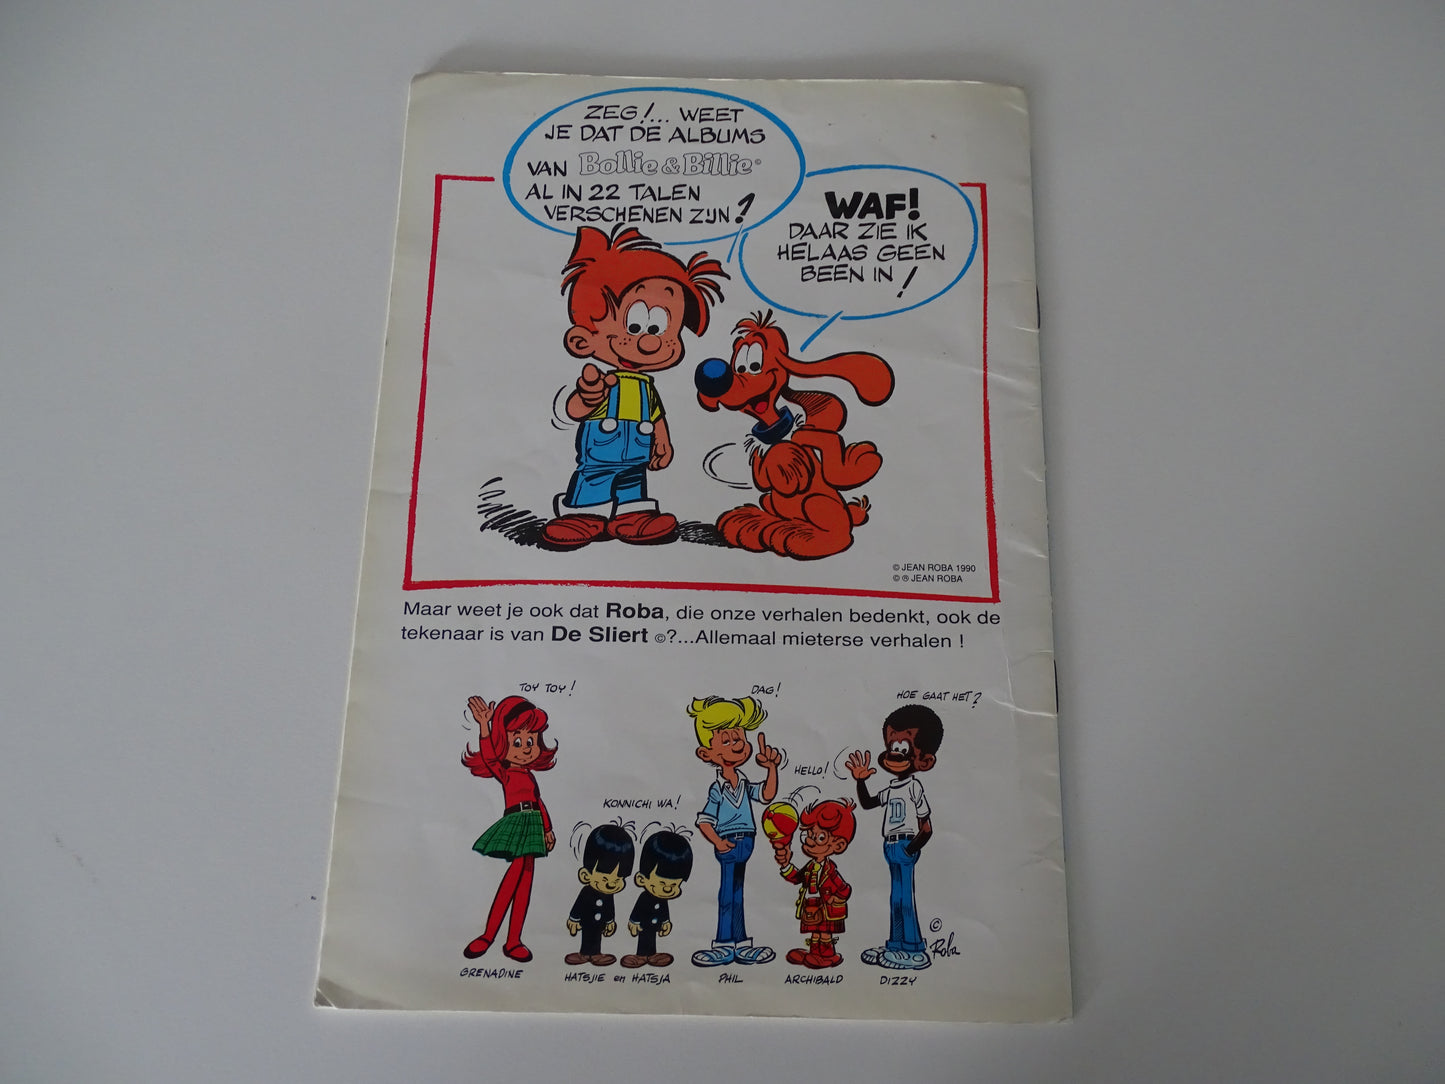 ZEG!... WEET
JE DAT DE ALBUMS
VAN Bollie & Billie®
AL IN 22 TALEN
VERSCHENEN ZIJN?
WAF!
DAAR ZIE IK
HELAAS GEEN
BEEN IN!
© JEAN ROBA 1990
© ® JEAN ROBA
Maar weet je ook dat Roba, die onze verhalen bedenkt, ook de
tekenaar is van De Sliert ©?...Allemaal mieterse verhalen !
TOY TOY!
DAG!
HOE GAAT HET?
HELLO!
KONNICHI WA!
D
©
Roba
GRENADINE
HATSJIE en HATSJA
PHIL
ARCHIBALD
DIZZY